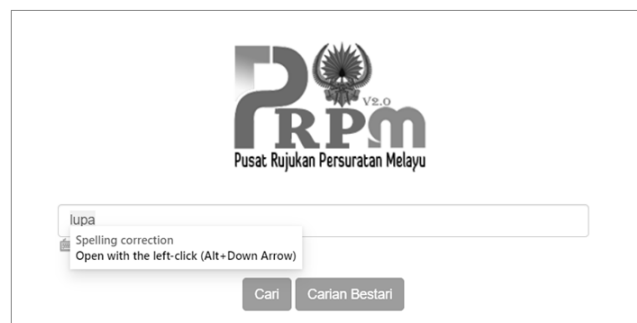 PRPM V2.0
Pusat Rujukan Persuratan Melayu
lupa
Spelling correction
Open with the left-click (Alt+Down Arrow)
Cari Carian Bestari